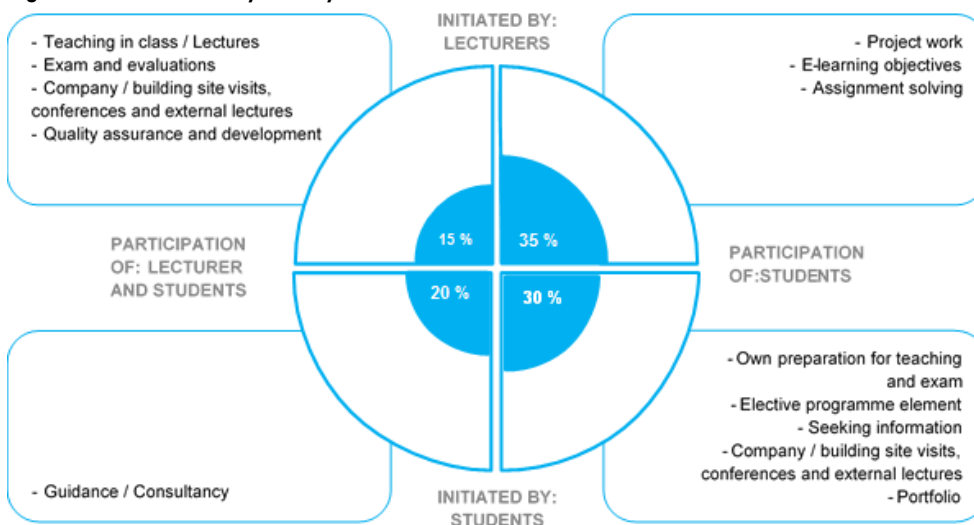 INITIATED BY:
LECTURERS
- Teaching in class / Lectures
- Exam and evaluations
- Company / building site visits,
conferences and external lectures
- Quality assurance and development
- Project work
- E-learning objectives
- Assignment solving
15 %
35 %
PARTICIPATION
OF: LECTURER
AND STUDENTS
PARTICIPATION
OF:STUDENTS
20 %
30 %
- Guidance / Consultancy
- Own preparation for teaching
and exam
- Elective programme element
- Seeking information
- Company / building site visits,
conferences and external lectures
- Portfolio
INITIATED BY:
STUDENTS